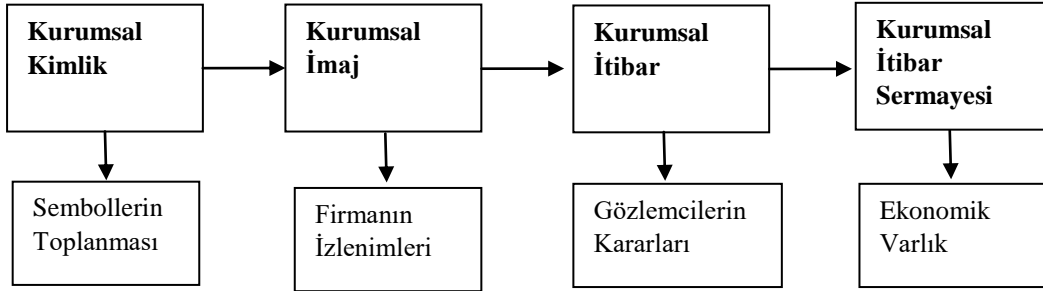 Kurumsal
Kimlik
Kurumsal
İmaj
Kurumsal
İtibar
Kurumsal
İtibar
Sermayesi
Sembollerin
Toplanması
Firmanın
İzlenimleri
Gözlemcilerin
Kararları
Ekonomik
Varlık